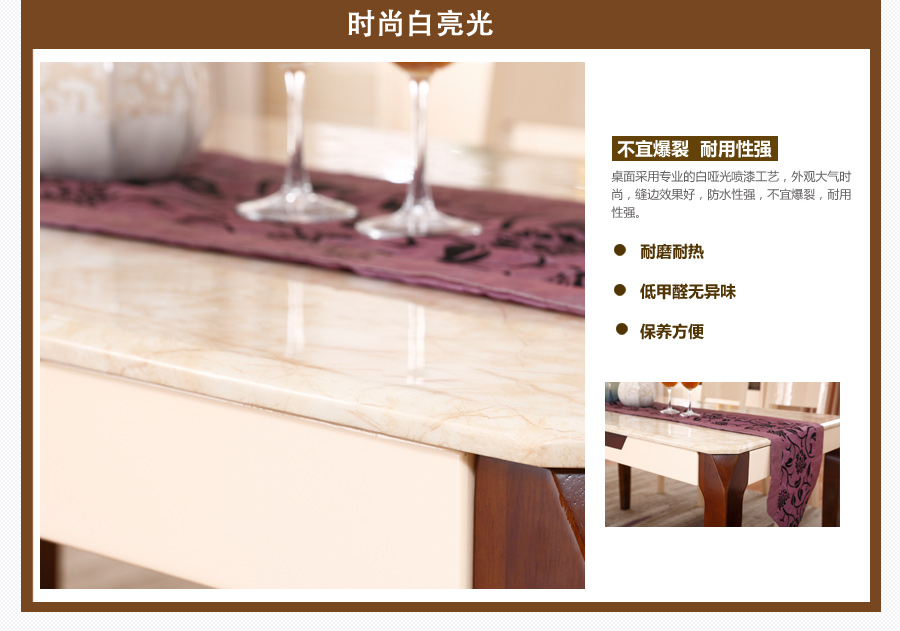 时尚白亮光
不宜爆裂 耐用性强
桌面采用专业的白哑光喷漆工艺，外观大气时
尚，缝边效果好，防水性强，不宜爆裂，耐用
性强。
● 耐磨耐热
● 低甲醛无异味
● 保养方便